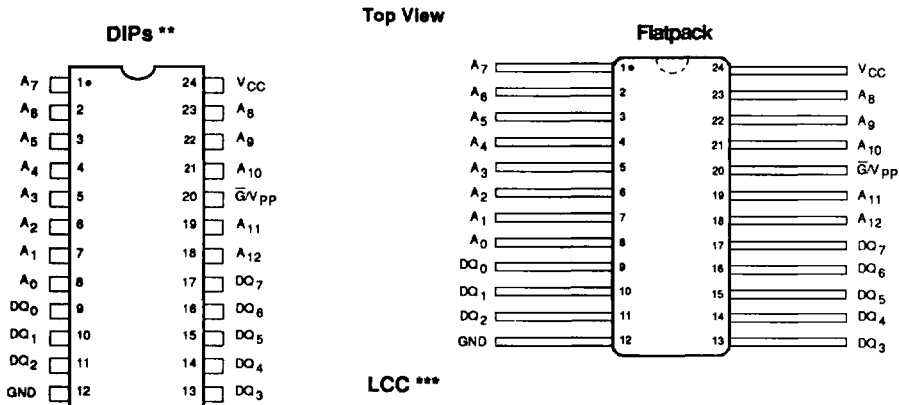 Top View
DIPs **
A7 1 24 VCC
A6 2 23 A8
A5 3 22 A9
A4 4 21 A10
A3 5 20 G̅/VPP
A2 6 19 A11
A1 7 18 A12
A0 8 17 DQ7
DQ0 9 16 DQ6
DQ1 10 15 DQ5
DQ2 11 14 DQ4
GND 12 13 DQ3
Flatpack
A7 1 24 VCC
A6 2 23 A8
A5 3 22 A9
A4 4 21 A10
A3 5 20 G̅/VPP
A2 6 19 A11
A1 7 18 A12
A0 8 17 DQ7
DQ0 9 16 DQ6
DQ1 10 15 DQ5
DQ2 11 14 DQ4
GND 12 13 DQ3
LCC ***